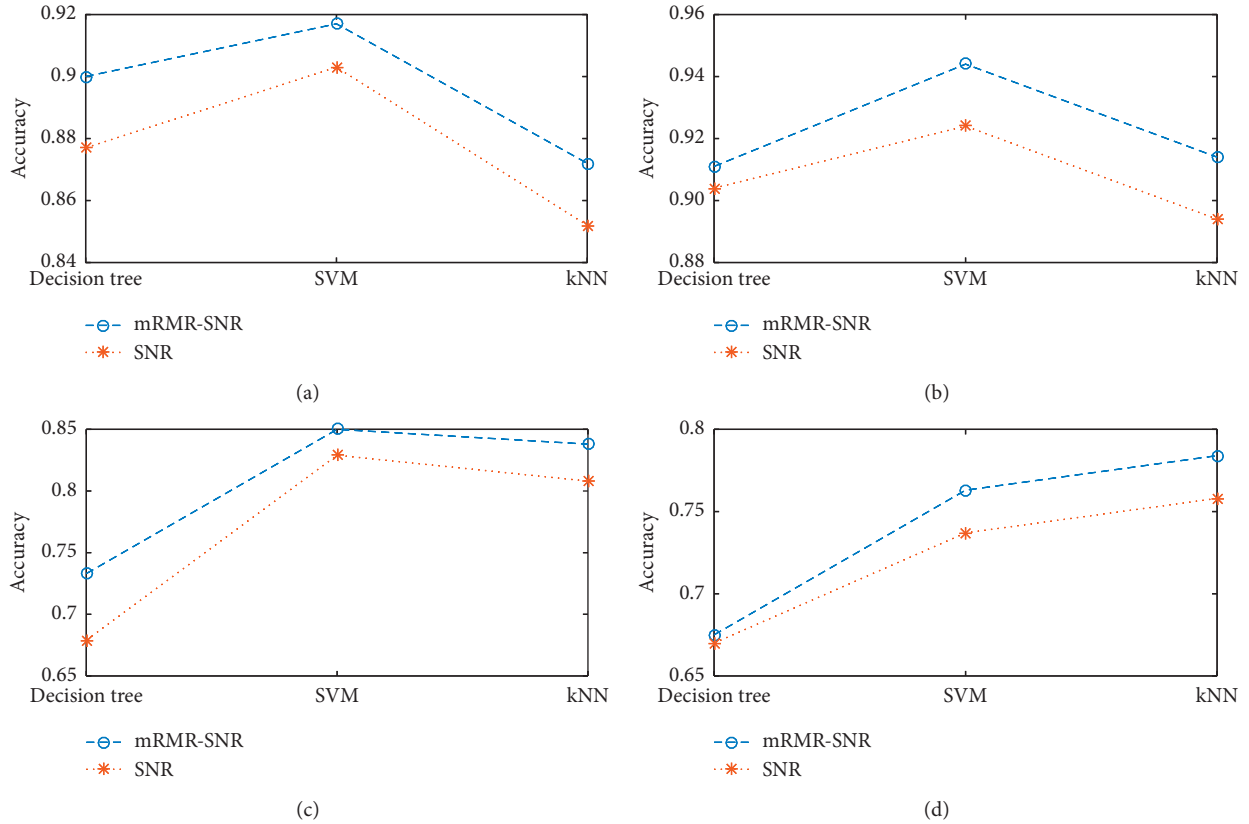 0.92
0.9
0.88
0.86
0.84
Accuracy
Decision tree
SVM
kNN
mRMR-SNR
SNR
(a)
0.96
0.94
0.92
0.90
0.88
Accuracy
Decision tree
SVM
kNN
mRMR-SNR
SNR
(b)
0.85
0.8
0.75
0.7
0.65
Accuracy
Decision tree
SVM
kNN
mRMR-SNR
SNR
(c)
0.8
0.75
0.7
0.65
Accuracy
Decision tree
SVM
kNN
mRMR-SNR
SNR
(d)